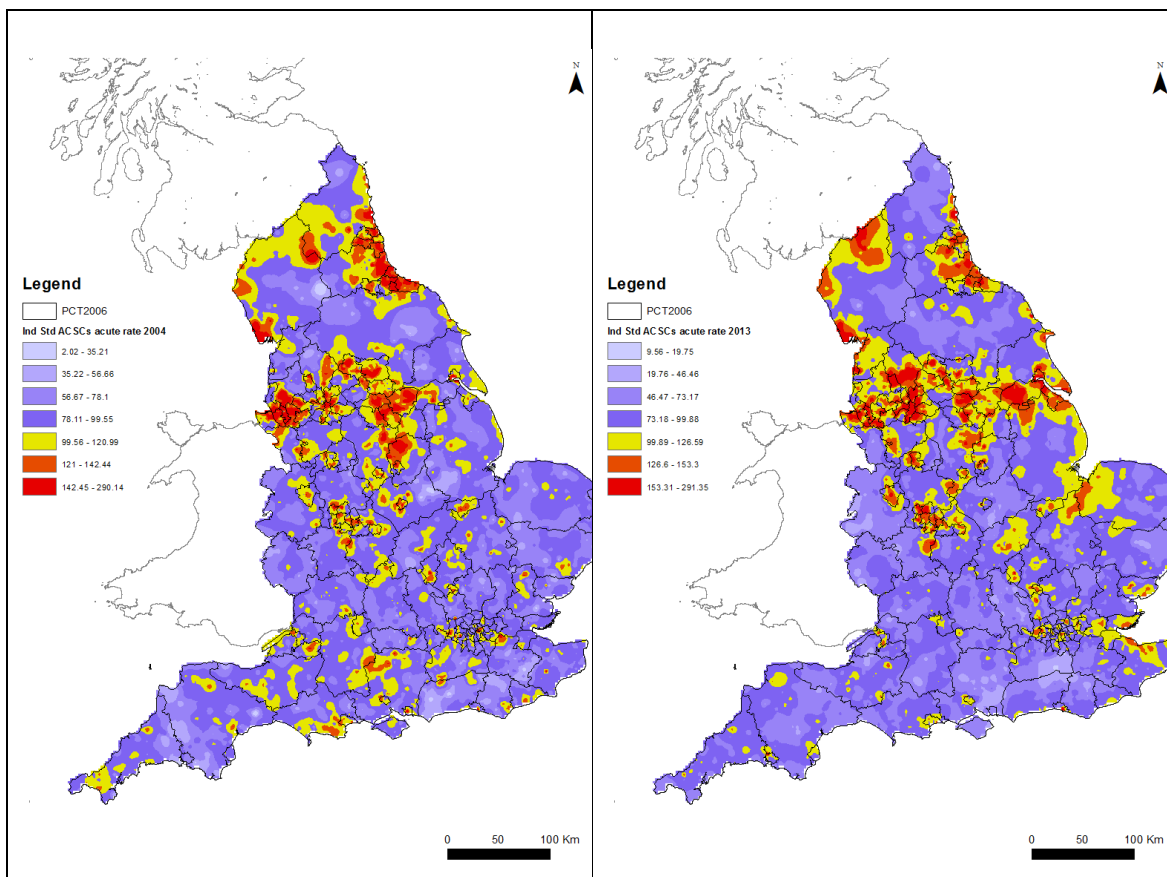 N
Legend
PCT2006
Ind Std ACSCs acute rate 2004
2.02 - 35.21
35.22 - 56.66
56.67 - 78.1
78.11 - 99.55
99.56 - 120.99
121 - 142.44
142.45 - 290.14
0 50 100 Km
N
Legend
PCT2006
Ind Std ACSCs acute rate 2013
9.56 - 19.75
19.76 - 46.46
46.47 - 73.17
73.18 - 99.88
99.89 - 126.59
126.6 - 153.3
153.31 - 291.35
0 50 100 Km